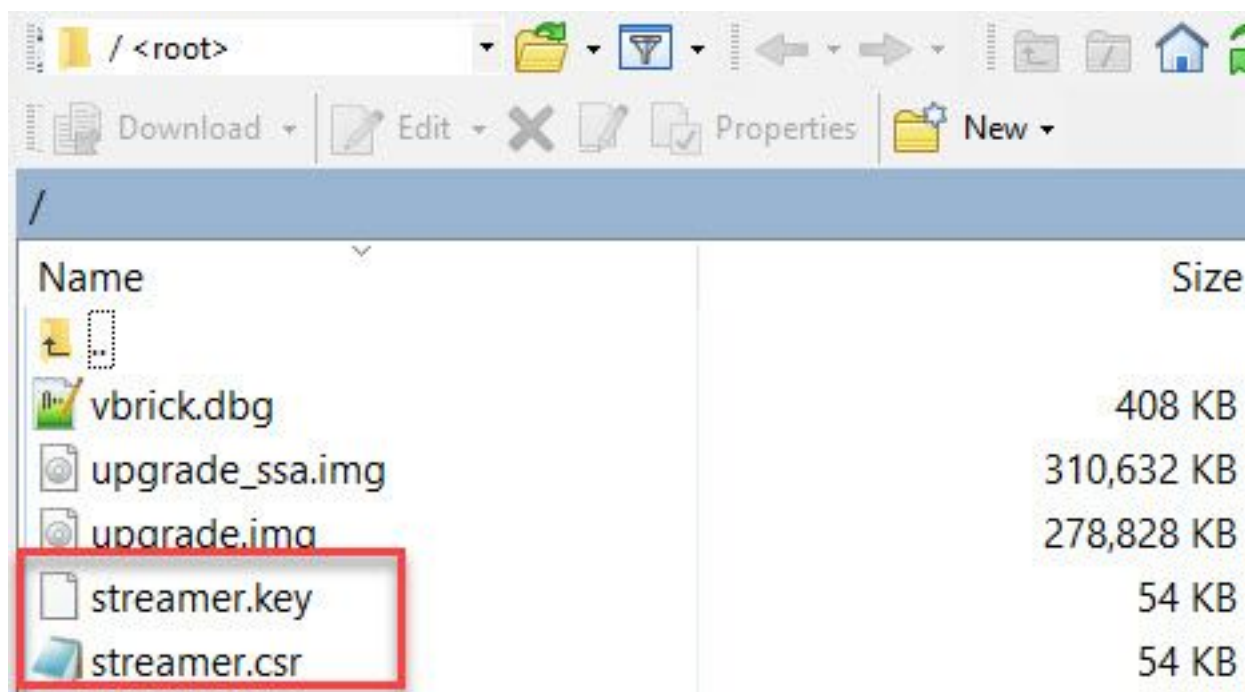 / <root>
Download Edit Properties New
/
Name Size
..
vbrick.dbg 408 KB
upgrade_ssa.img 310,632 KB
upgrade.img 278,828 KB
streamer.key 54 KB
streamer.csr 54 KB